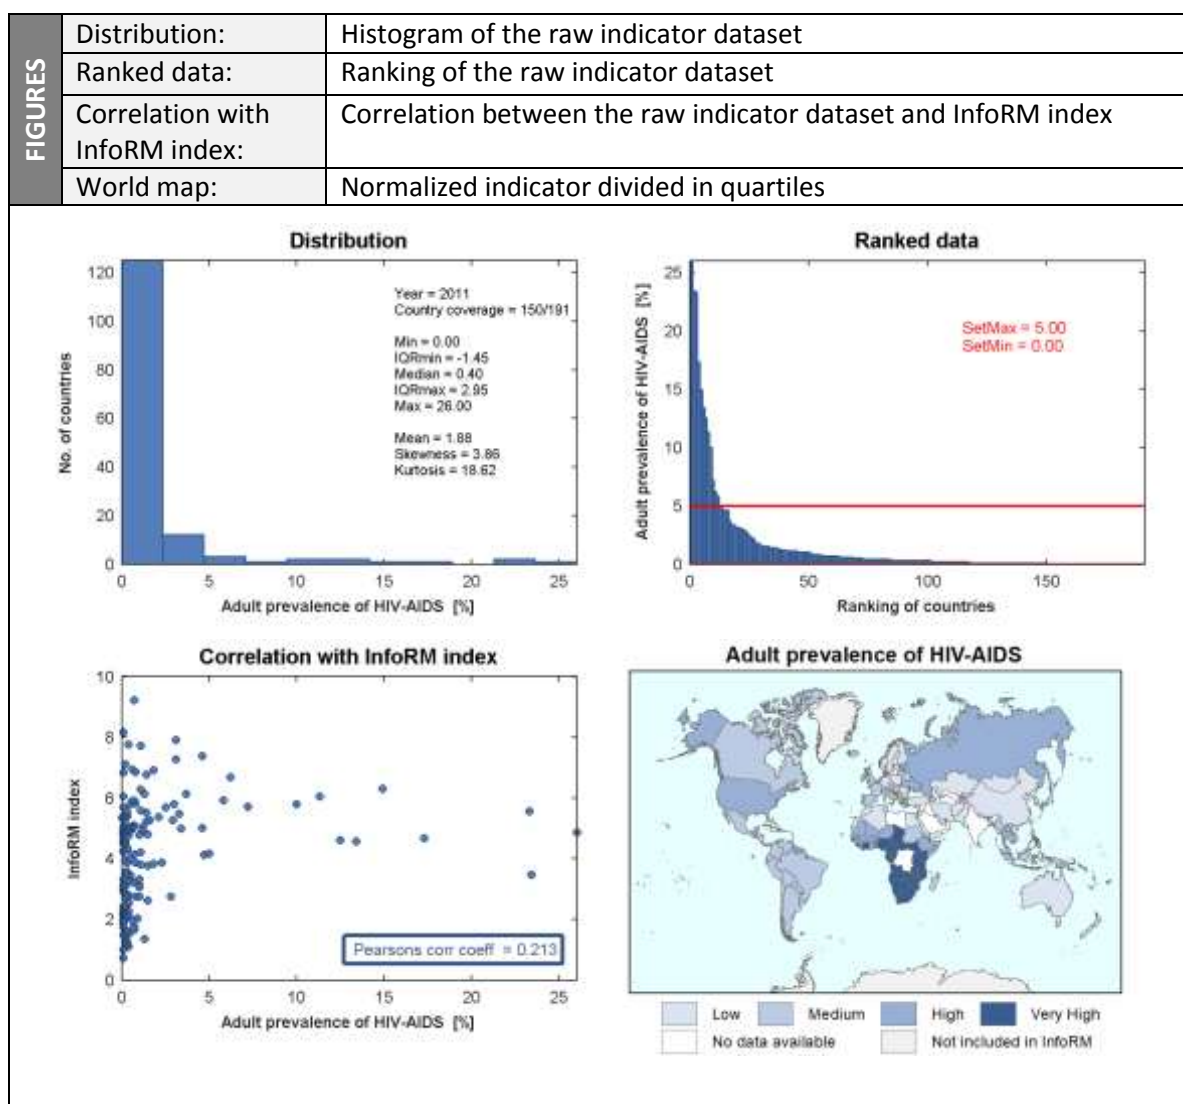 FIGURES
Distribution: Histogram of the raw indicator dataset
Ranked data: Ranking of the raw indicator dataset
Correlation with InfoRM index: Correlation between the raw indicator dataset and InfoRM index
World map: Normalized indicator divided in quartiles
Distribution
120
100
80
60
40
20
0
No. of countries
Year = 2011
Country coverage = 150/191
Min = 0.00
IQRmin = -1.45
Median = 0.40
IQRmax = 2.95
Max = 26.00
Mean = 1.88
Skewness = 3.86
Kurtosis = 18.62
0 5 10 15 20 25
Adult prevalence of HIV-AIDS [%]
Ranked data
25
20
15
10
5
0
Adult prevalence of HIV-AIDS [%]
SetMax = 5.00
SetMin = 0.00
0 50 100 150
Ranking of countries
Correlation with InfoRM index
10
8
6
4
2
0
InfoRM index
Pearsons corr coeff = 0.213
0 5 10 15 20 25
Adult prevalence of HIV-AIDS [%]
Adult prevalence of HIV-AIDS
Low Medium High Very High
No data available Not included in InfoRM